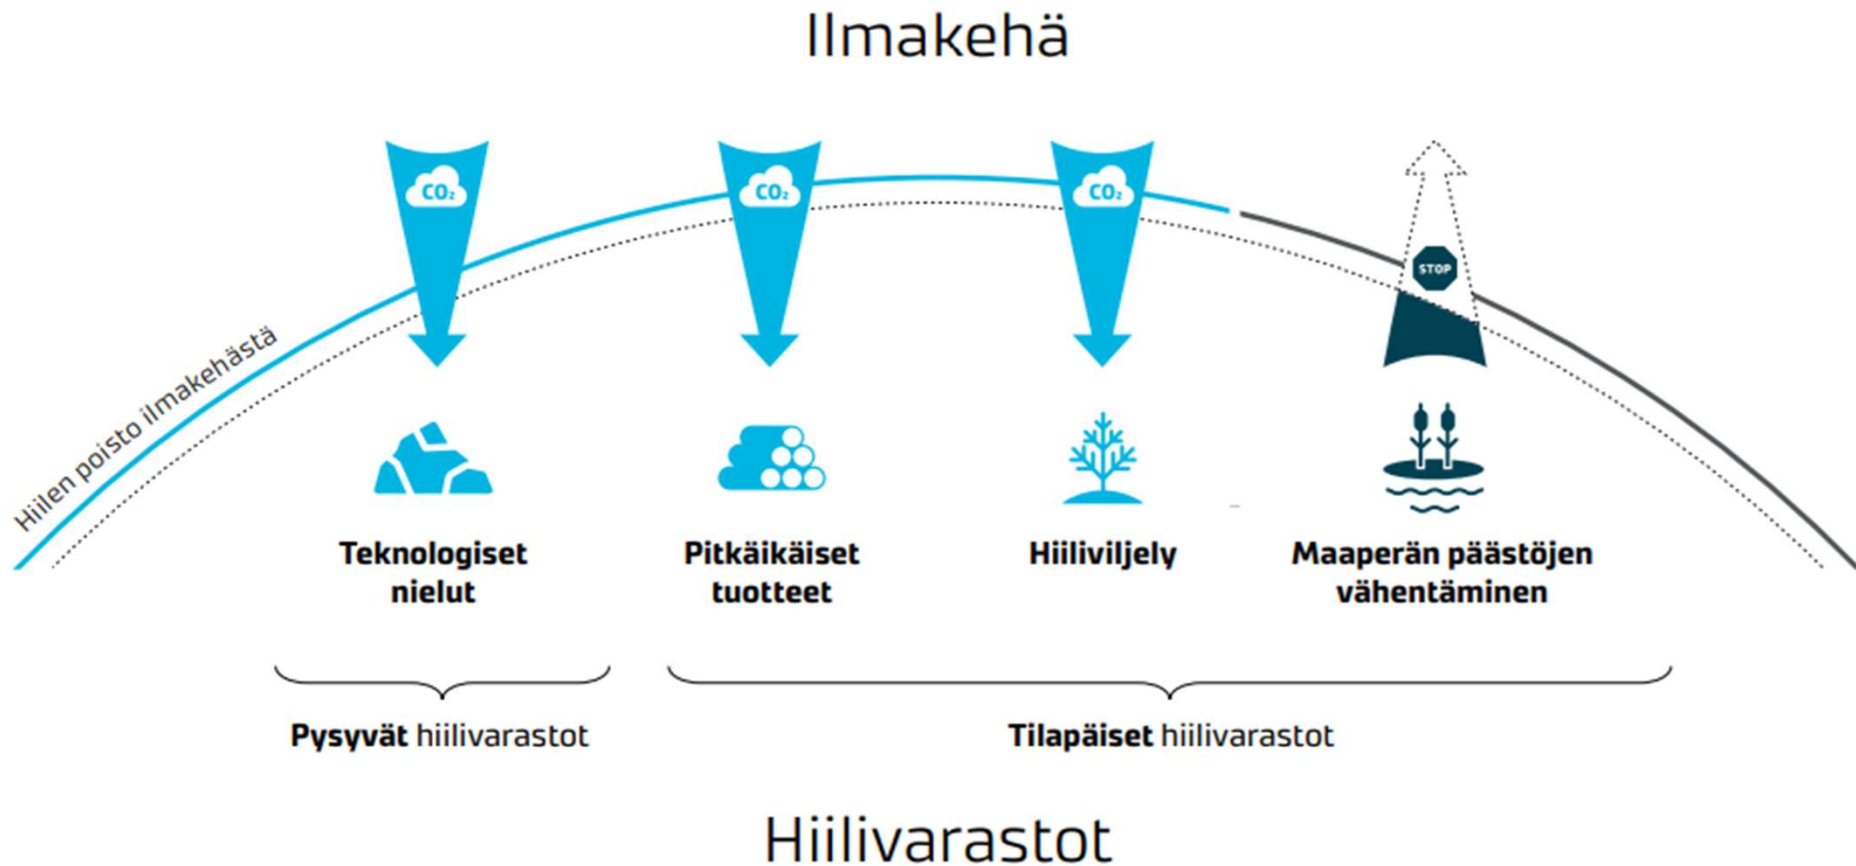 Ilmakehä
CO₂
CO₂
CO₂
STOP
Hiilen poisto ilmakehästä
Teknologiset
nielut
Pitkäikäiset
tuotteet
Hiiliviljely
Maaperän päästöjen
vähentäminen
Pysyvät hiilivarastot
Tilapäiset hiilivarastot
Hiilivarastot